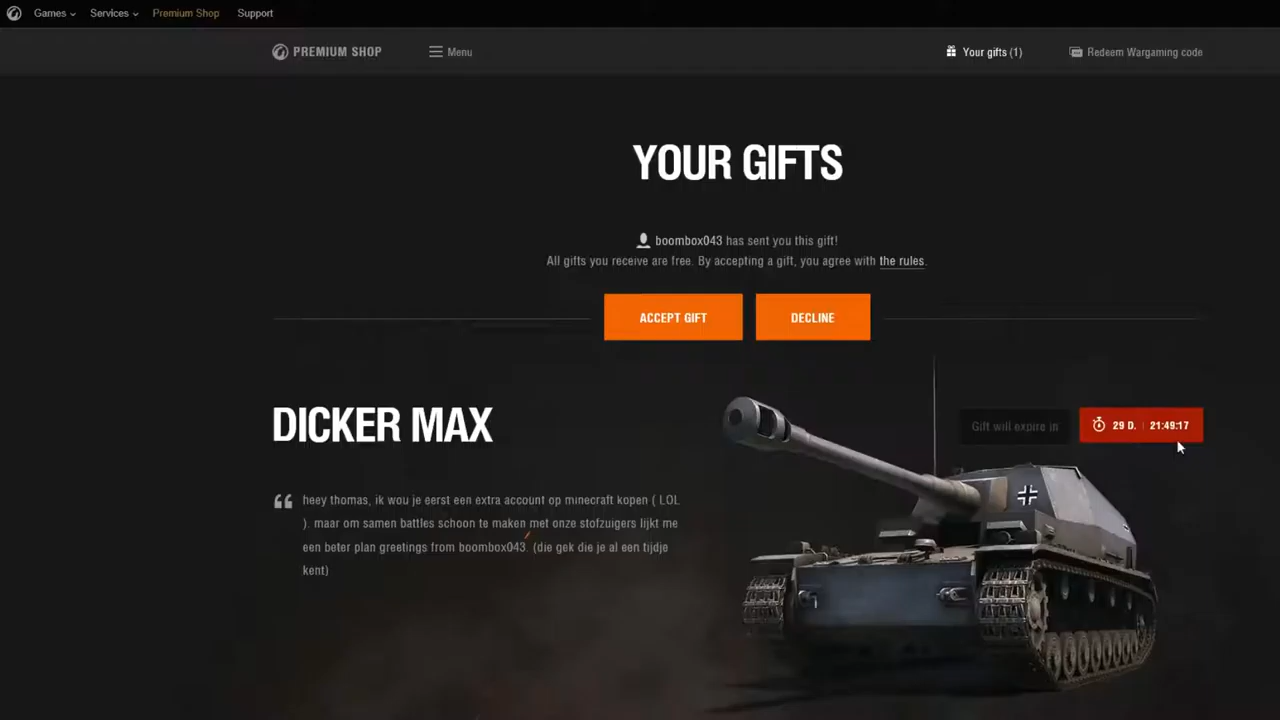 Games
Services
Premium Shop
Support
PREMIUM SHOP
Menu
Your gifts (1)
Redeem Wargaming code
YOUR GIFTS
boombox043 has sent you this gift!
All gifts you receive are free. By accepting a gift, you agree with the rules.
ACCEPT GIFT
DECLINE
DICKER MAX
Gift will expire in
29 D. | 21:49:17
heey thomas, ik wou je eerst een extra account op minecraft kopen ( LOL
). maar om samen battles schoon te maken met onze stofzuigers lijkt me
een beter plan greetings from boombox043. (die gek die je al een tijdje
kent)